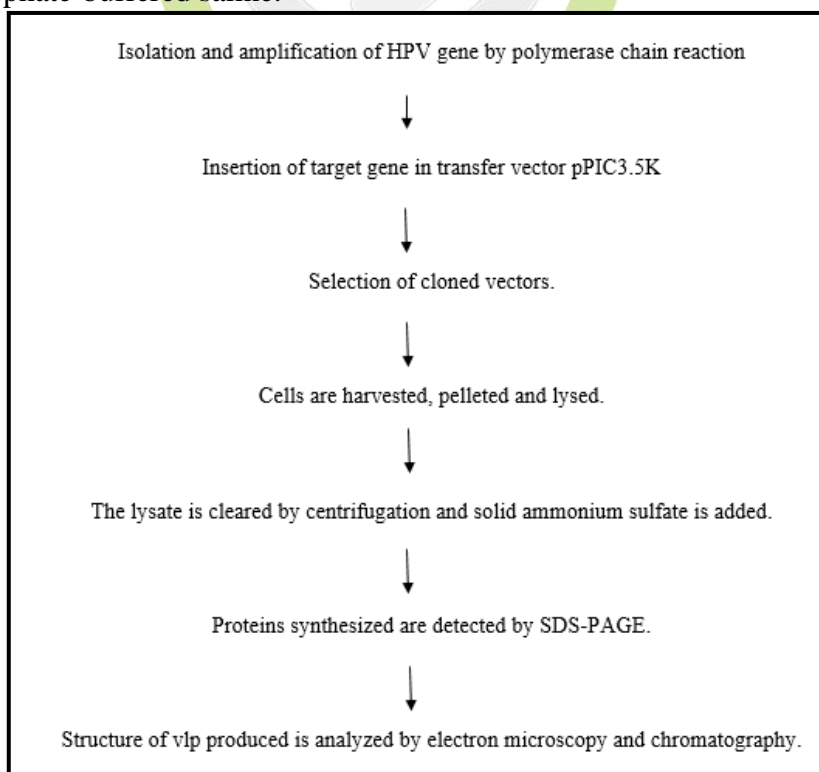 Isolation and amplification of HPV gene by polymerase chain reaction
Insertion of target gene in transfer vector pPIC3.5K
Selection of cloned vectors.
Cells are harvested, pelleted and lysed.
The lysate is cleared by centrifugation and solid ammonium sulfate is added.
Proteins synthesized are detected by SDS-PAGE.
Structure of vlp produced is analyzed by electron microscopy and chromatography.